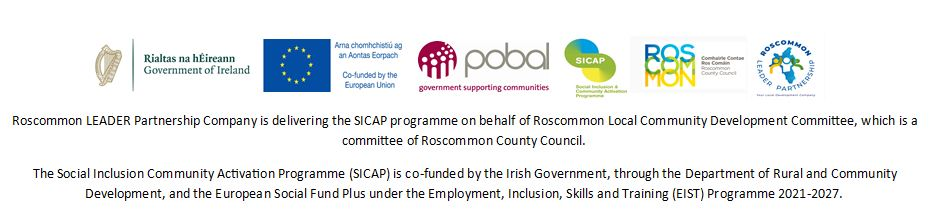 Rialtas na hÉireann
Government of Ireland
Arna chomhchistiú ag
an Aontas Eorpach
Co-funded by the
European Union
pobal
government supporting communities
SICAP
Social Inclusion &
Community Activation
Programme
ROS
COM
MON
Comhairle Contae
Ros Comáin
Roscommon
County Council
ROSCOMMON
LEADER PARTNERSHIP
Your Local Development Company
Roscommon LEADER Partnership Company is delivering the SICAP programme on behalf of Roscommon Local Community Development Committee, which is a
committee of Roscommon County Council.
The Social Inclusion Community Activation Programme (SICAP) is co-funded by the Irish Government, through the Department of Rural and Community
Development, and the European Social Fund Plus under the Employment, Inclusion, Skills and Training (EIST) Programme 2021-2027.